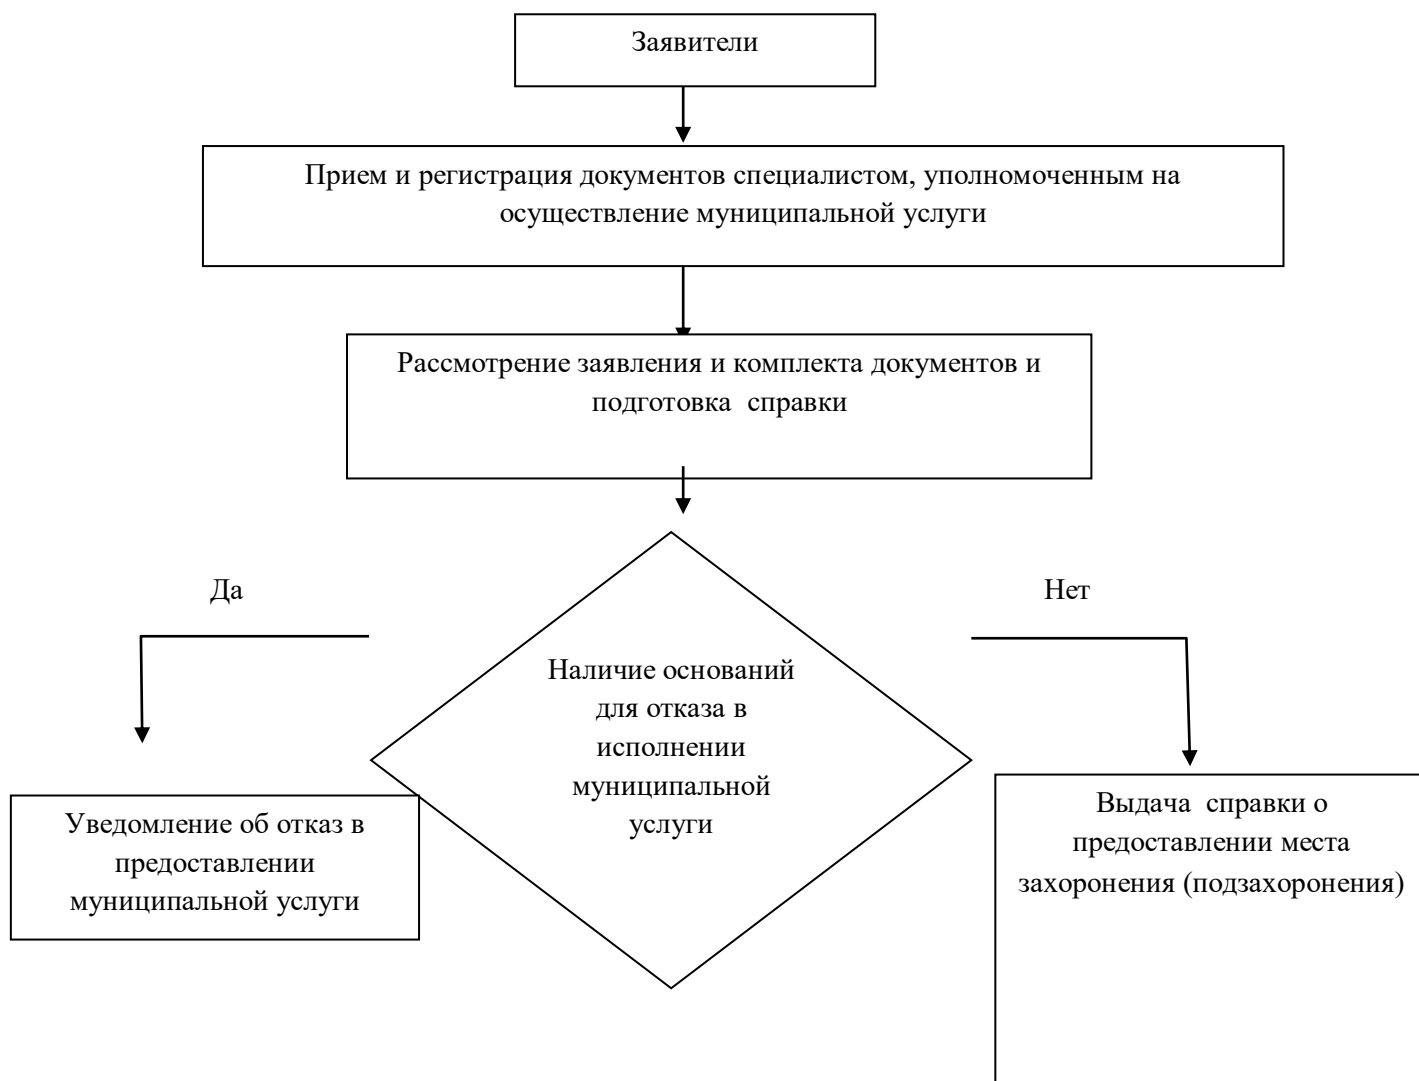 Заявители
Прием и регистрация документов специалистом, уполномоченным на
осуществление муниципальной услуги
Рассмотрение заявления и комплекта документов и
подготовка  справки
Да
Нет
Наличие оснований
для отказа в
исполнении
муниципальной
услуги
Уведомление об отказ в
предоставлении
муниципальной услуги
Выдача  справки о
предоставлении места
захоронения (подзахоронения)